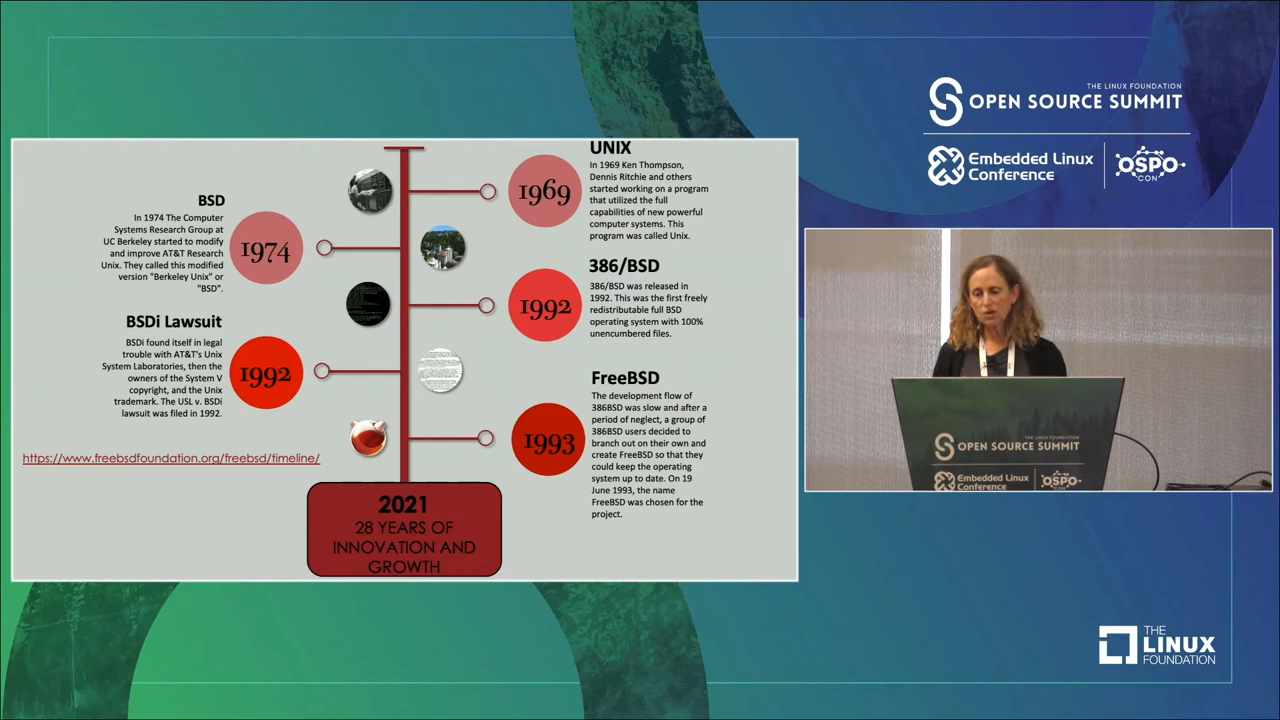 THE LINUX FOUNDATION
OPEN SOURCE SUMMIT
Embedded Linux
Conference
OSPO
CON
UNIX
In 1969 Ken Thompson,
Dennis Ritchie and others
started working on a program
that utilized the full
capabilities of new powerful
computer systems. This
program was called Unix.
1969
BSD
In 1974 The Computer
Systems Research Group at
UC Berkeley started to modify
and improve AT&T Research
Unix. They called this modified
version "Berkeley Unix" or
"BSD".
1974
386/BSD
386/BSD was released in
1992. This was the first freely
redistributable full BSD
operating system with 100%
unencumbered files.
1992
BSDi Lawsuit
BSDi found itself in legal
trouble with AT&T's Unix
System Laboratories, then the
owners of the System V
copyright, and the Unix
trademark. The USL v. BSDi
lawsuit was filed in 1992.
1992
FreeBSD
The development flow of
386BSD was slow and after a
period of neglect, a group of
386BSD users decided to
branch out on their own and
create FreeBSD so that they
could keep the operating
system up to date. On 19
June 1993, the name
FreeBSD was chosen for the
project.
1993
https://www.freebsdfoundation.org/freebsd/timeline/
2021
28 YEARS OF
INNOVATION AND
GROWTH
OPEN SOURCE SUMMIT
Embedded Linux
Conference
OSPO
CON
THE
LINUX
FOUNDATION